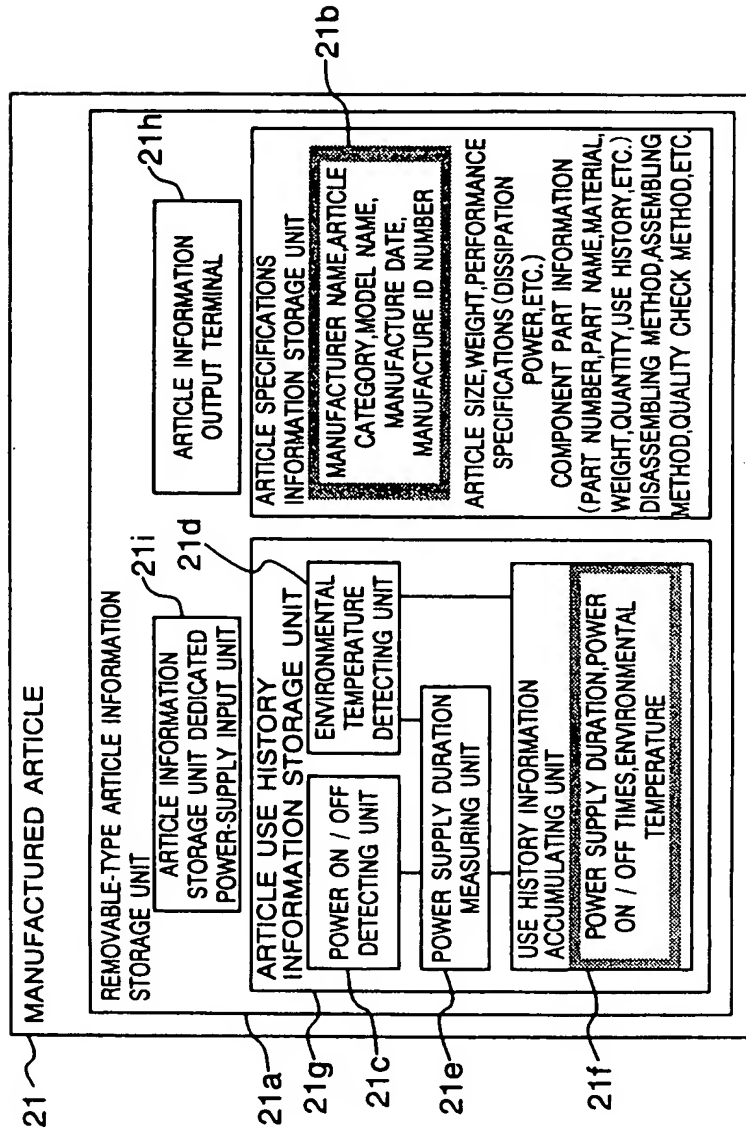 21
MANUFACTURED ARTICLE
REMOVABLE-TYPE ARTICLE INFORMATION
STORAGE UNIT
21i
ARTICLE INFORMATION
STORAGE UNIT DEDICATED
POWER-SUPPLY INPUT UNIT
21h
ARTICLE INFORMATION
OUTPUT TERMINAL
21a
21g
ARTICLE USE HISTORY
INFORMATION STORAGE UNIT
21d
POWER ON / OFF
DETECTING UNIT
21c
ENVIRONMENTAL
TEMPERATURE
DETECTING UNIT
21e
POWER SUPPLY DURATION
MEASURING UNIT
USE HISTORY INFORMATION
ACCUMULATING UNIT
21f
POWER SUPPLY DURATION,POWER
ON / OFF TIMES,ENVIRONMENTAL
TEMPERATURE
ARTICLE SPECIFICATIONS
INFORMATION STORAGE UNIT
21b
MANUFACTURER NAME,ARTICLE
CATEGORY,MODEL NAME,
MANUFACTURE DATE,
MANUFACTURE ID NUMBER
ARTICLE SIZE,WEIGHT,PERFORMANCE
SPECIFICATIONS(DISSIPATION
POWER,ETC.)
COMPONENT PART INFORMATION
(PART NUMBER,PART NAME,MATERIAL,
WEIGHT,QUANTITY,USE HISTORY,ETC.)
DISASSEMBLING METHOD,ASSEMBLING
METHOD,QUALITY CHECK METHOD,ETC.